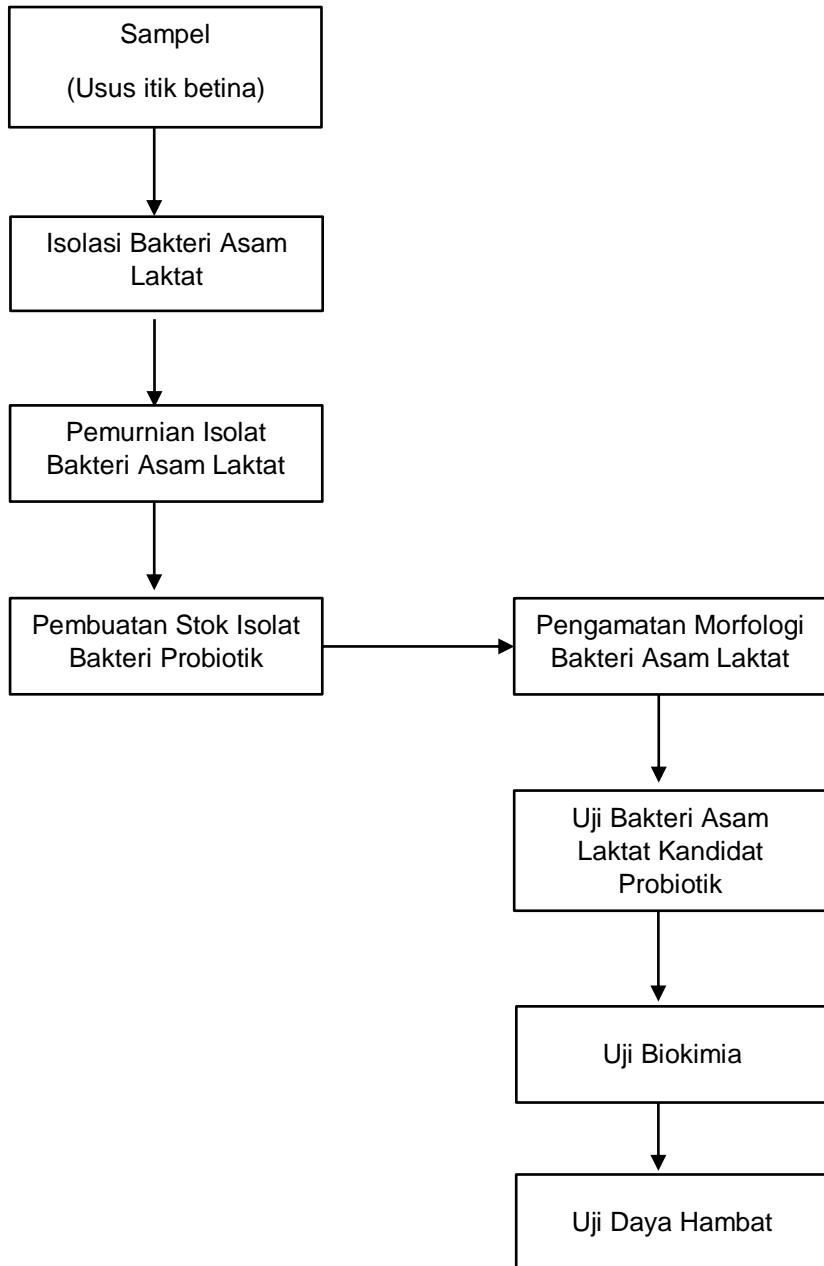 Sampel
(Usus itik betina)
Isolasi Bakteri Asam
Laktat
Pemurnian Isolat
Bakteri Asam Laktat
Pembuatan Stok Isolat
Bakteri Probiotik
Pengamatan Morfologi
Bakteri Asam Laktat
Uji Bakteri Asam
Laktat Kandidat
Probiotik
Uji Biokimia
Uji Daya Hambat